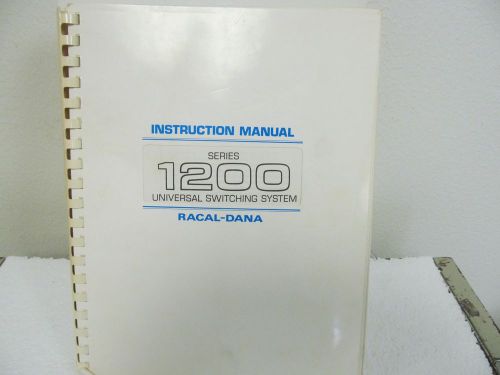 INSTRUCTION MANUAL
SERIES
1200
UNIVERSAL SWITCHING SYSTEM
RACAL-DANA